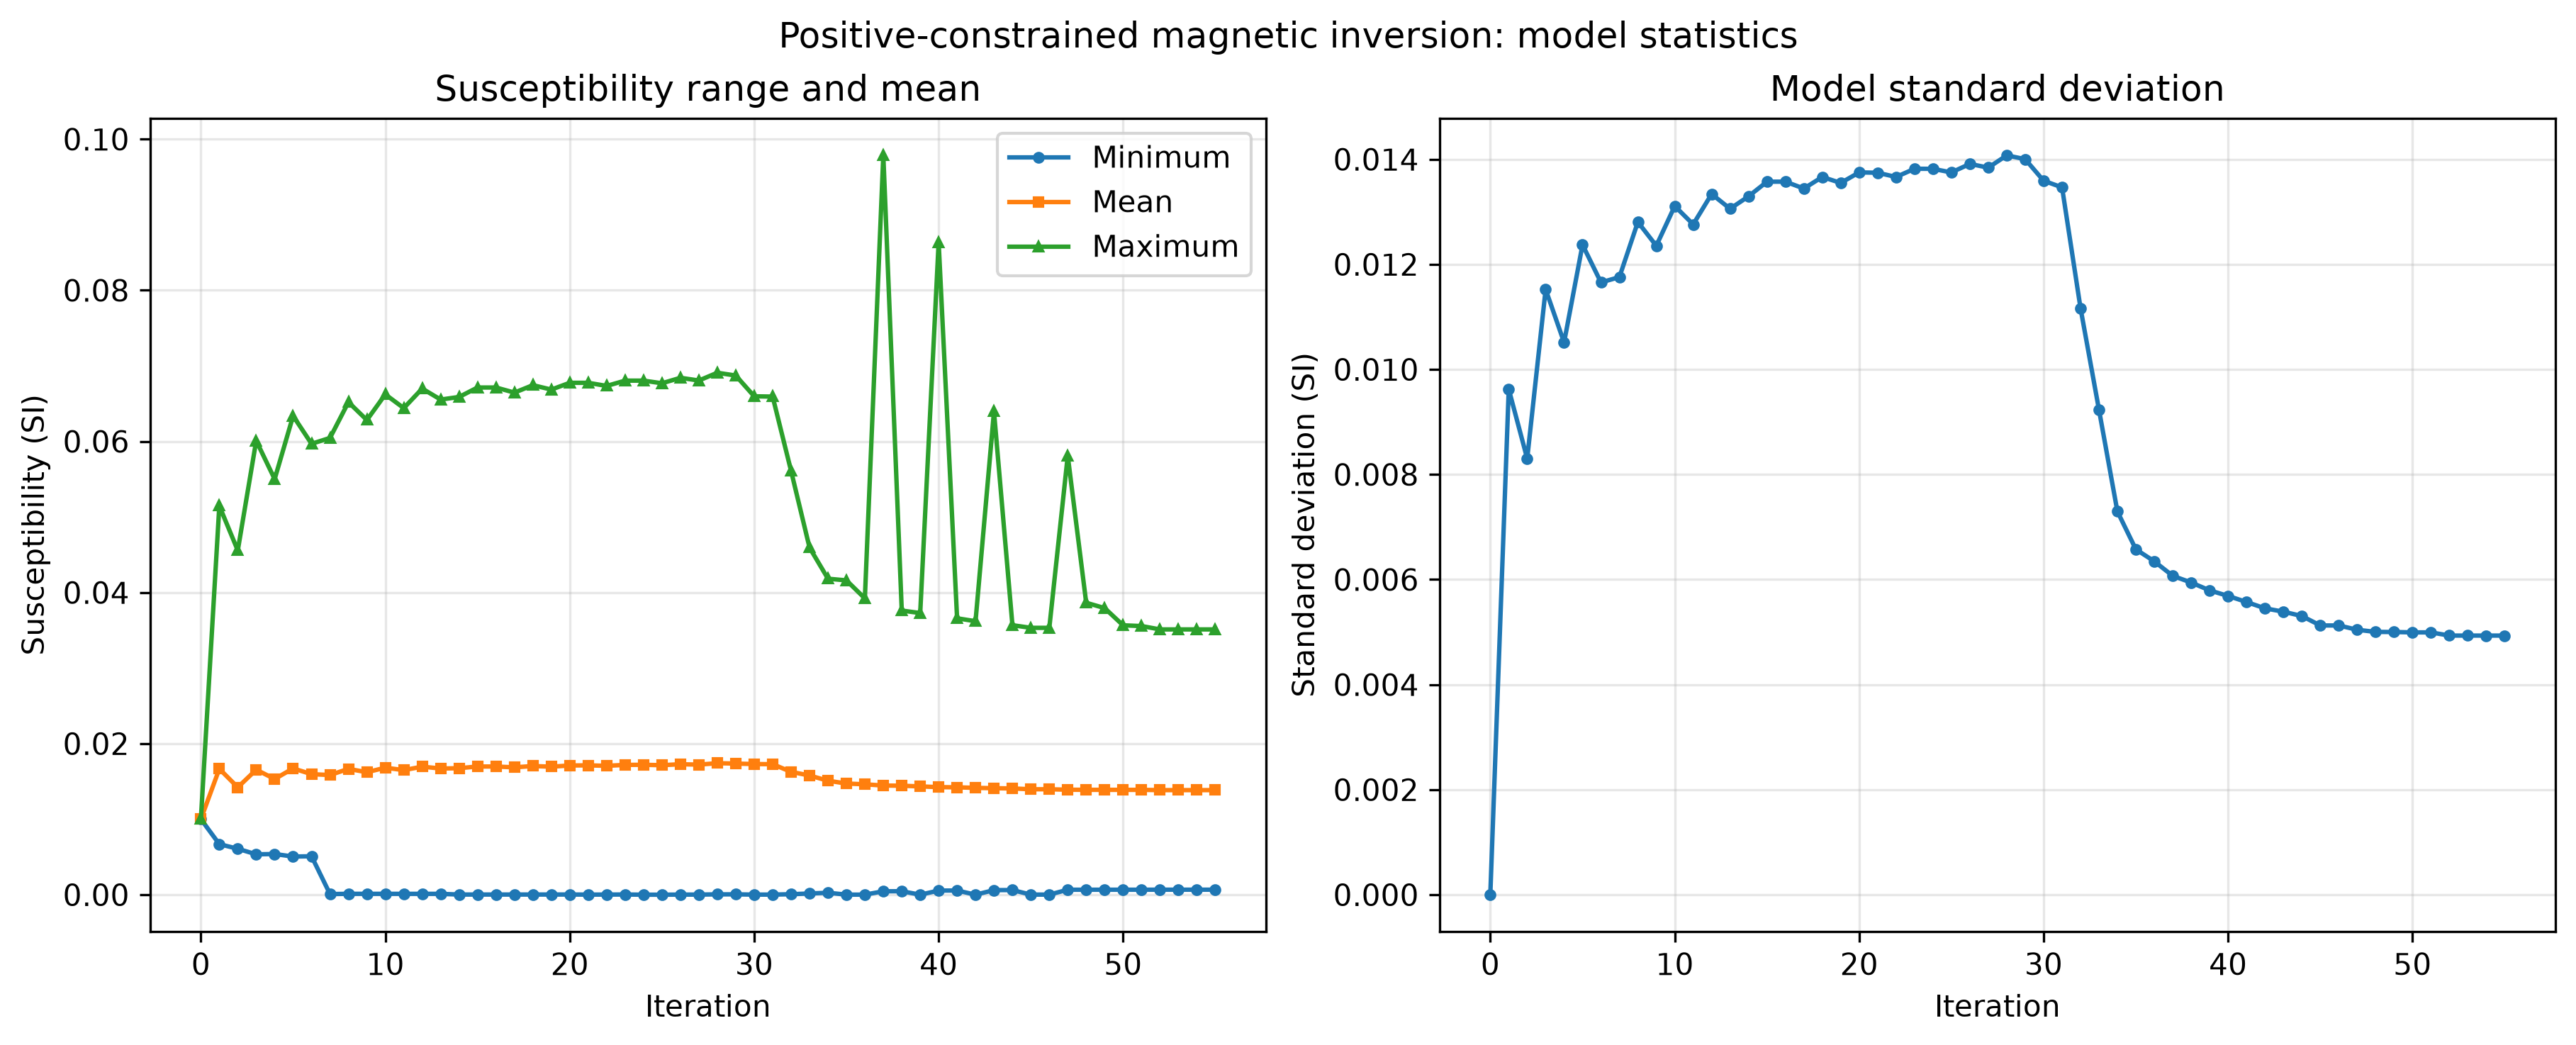 Positive-constrained magnetic inversion: model statistics
Susceptibility range and mean
Susceptibility (SI)
0.10
0.08
0.06
0.04
0.02
0.00
Minimum
Mean
Maximum
0 10 20 30 40 50
Iteration
Model standard deviation
Standard deviation (SI)
0.014
0.012
0.010
0.008
0.006
0.004
0.002
0.000
0 10 20 30 40 50
Iteration